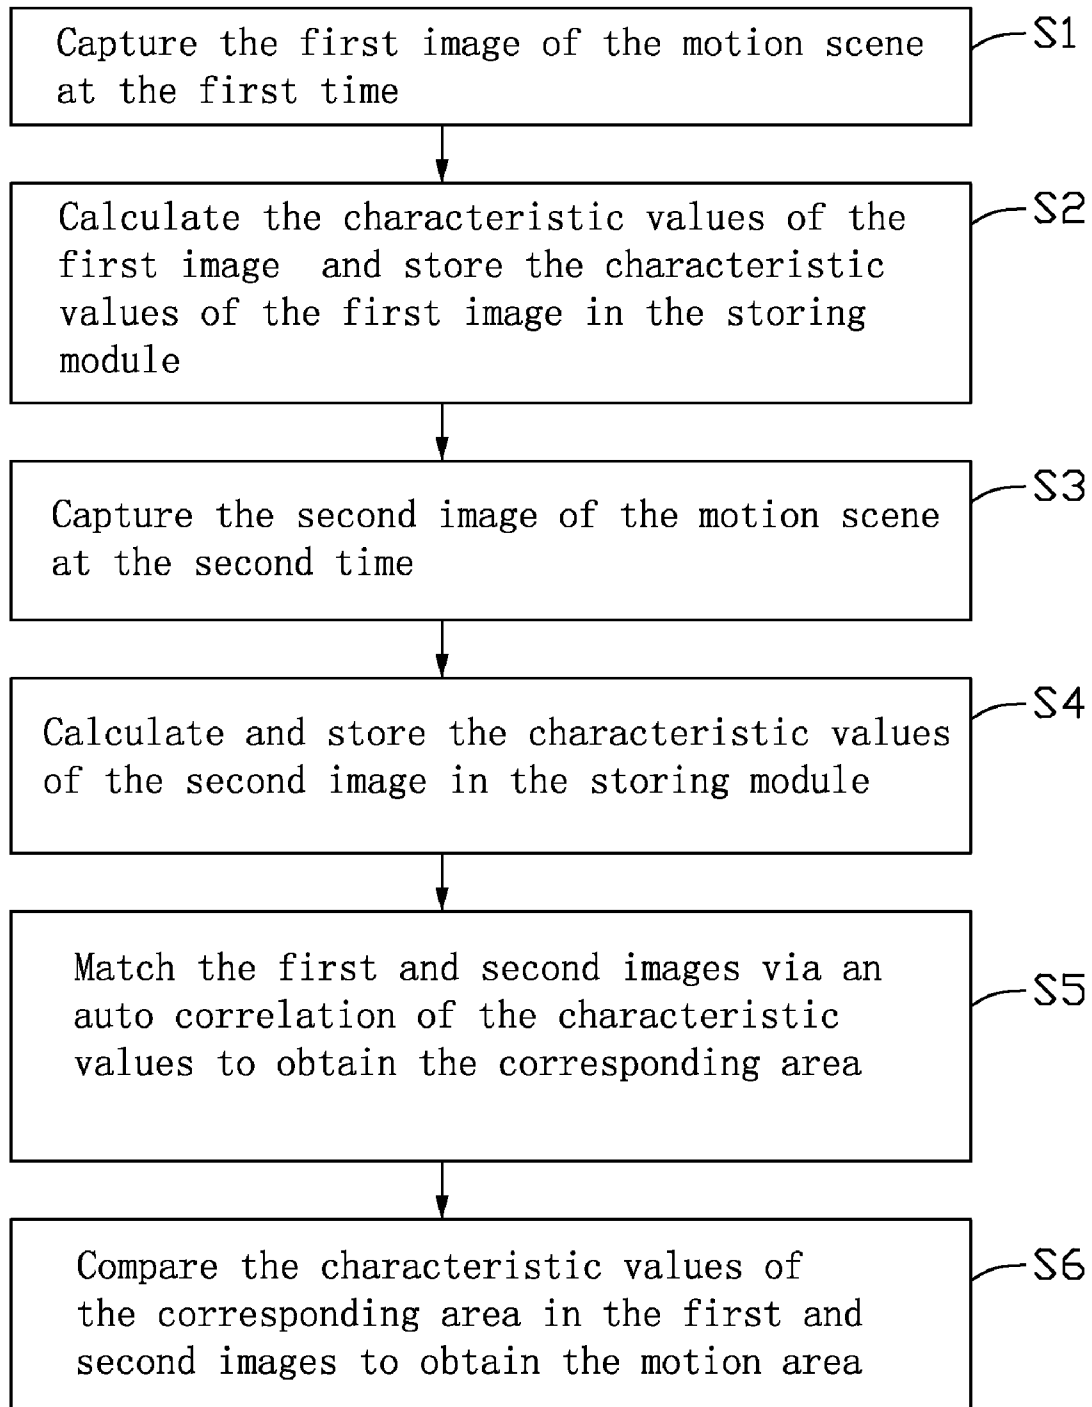 Capture the first image of the motion scene
at the first time
S1
Calculate the characteristic values of the
first image and store the characteristic
values of the first image in the storing
module
S2
Capture the second image of the motion scene
at the second time
S3
Calculate and store the characteristic values
of the second image in the storing module
S4
Match the first and second images via an
auto correlation of the characteristic
values to obtain the corresponding area
S5
Compare the characteristic values of
the corresponding area in the first and
second images to obtain the motion area
S6